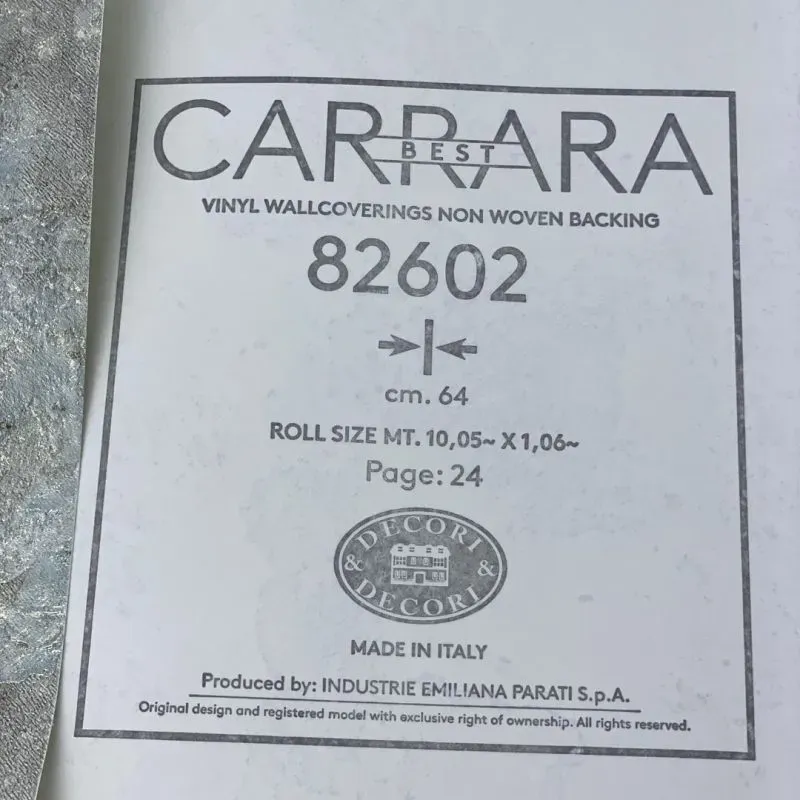 CARRARA
BEST
VINYL WALLCOVERINGS NON WOVEN BACKING
82602
cm. 64
ROLL SIZE MT. 10,05~ X 1,06~
Page: 24
DECORI
& &
DECORI
MADE IN ITALY
Produced by: INDUSTRIE EMILIANA PARATI S.p.A.
Original design and registered model with exclusive right of ownership. All rights reserved.